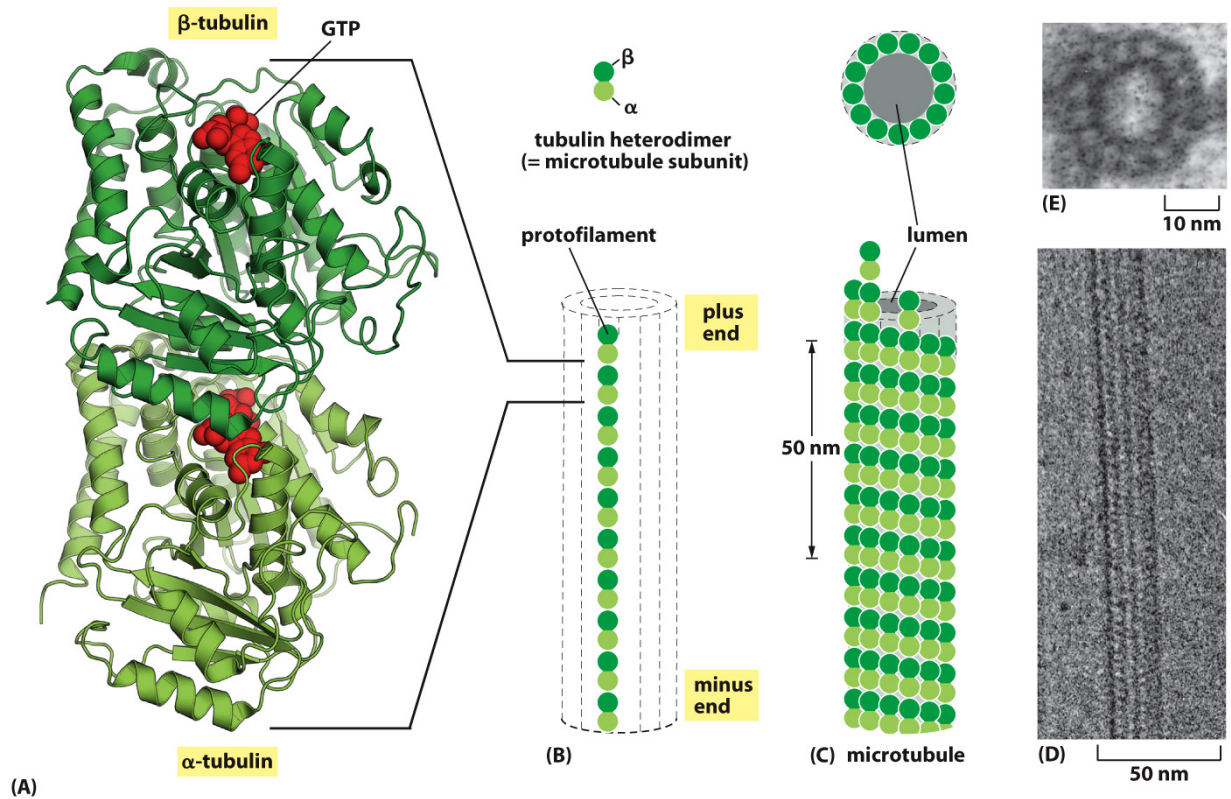 β-tubulin
GTP
α-tubulin
(A)
β
α
tubulin heterodimer
(= microtubule subunit)
protofilament
plus
end
minus
end
(B)
lumen
50 nm
(C) microtubule
(E)
10 nm
(D)
50 nm